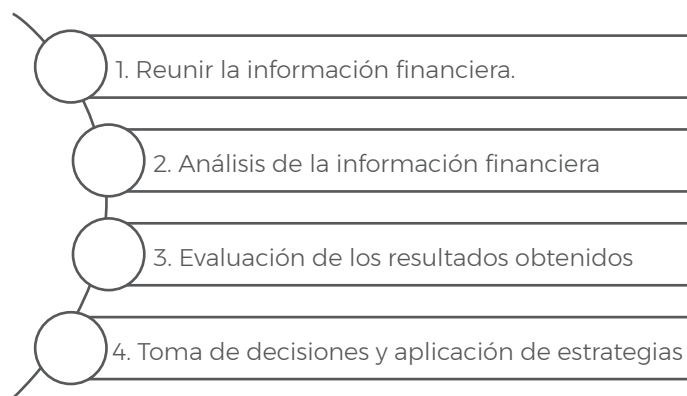 1. Reunir la información financiera.
2. Análisis de la información financiera
3. Evaluación de los resultados obtenidos
4. Toma de decisiones y aplicación de estrategias